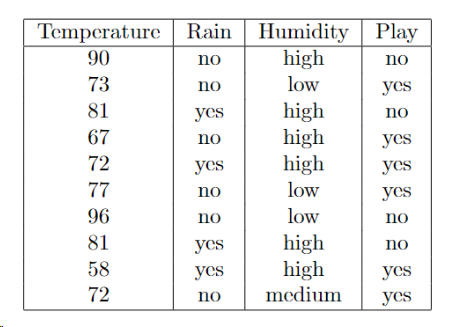 Temperature Rain Humidity Play
90 no high no
73 no low yes
81 yes high no
67 no high yes
72 yes high yes
77 no low yes
96 no low no
81 yes high no
58 yes high yes
72 no medium yes